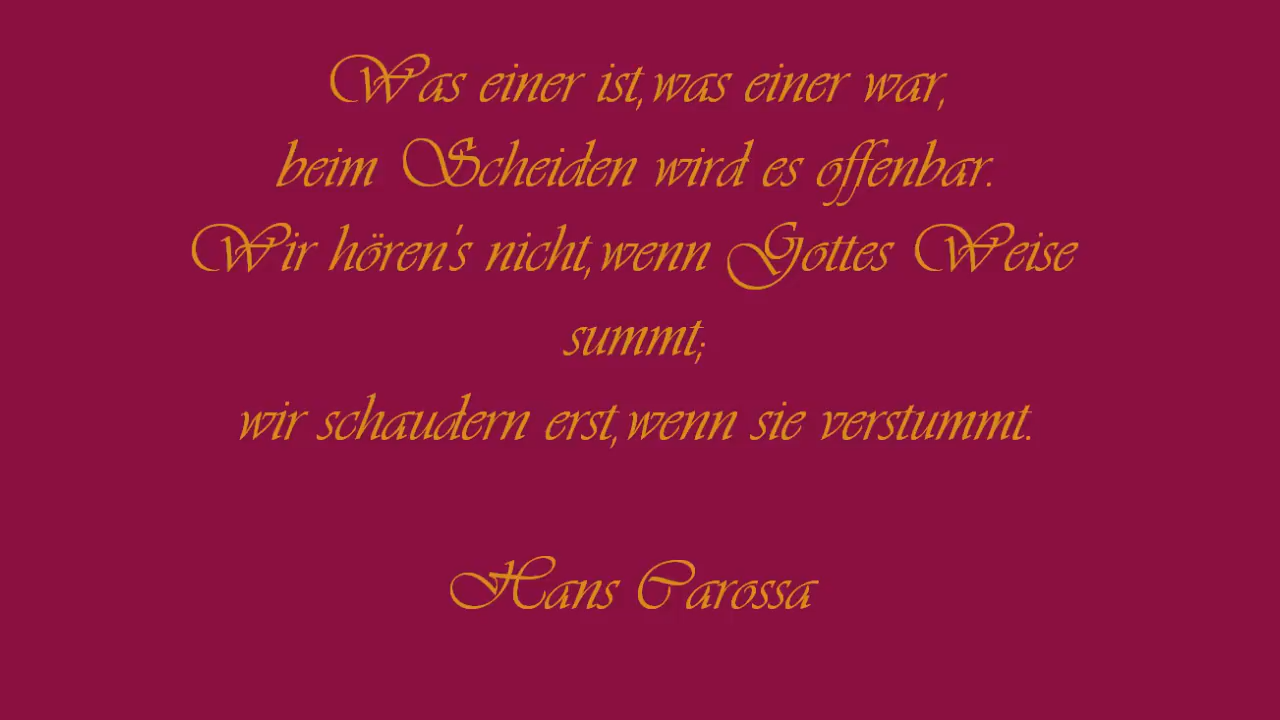 Was einer ist,was einer war,
beim Scheiden wird es offenbar.
Wir hören's nicht,wenn Gottes Weise
summt;
wir schaudern erst,wenn sie verstummt.
Hans Carossa